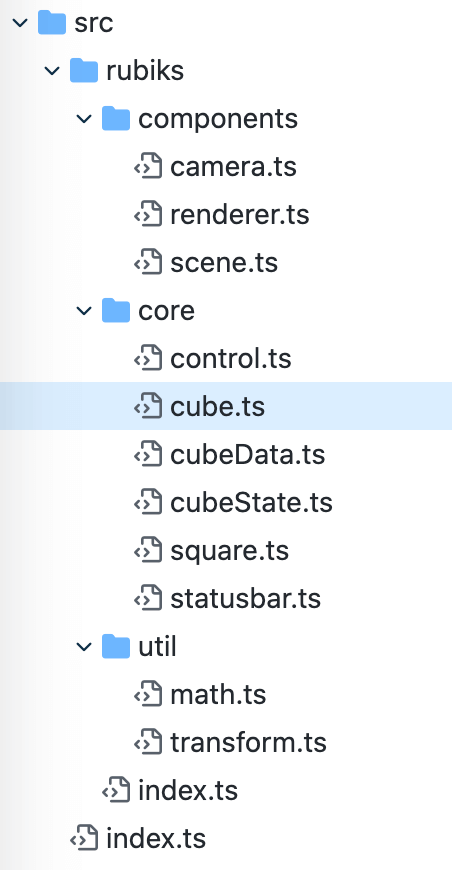 src
rubiks
components
camera.ts
renderer.ts
scene.ts
core
control.ts
cube.ts
cubeData.ts
cubeState.ts
square.ts
statusbar.ts
util
math.ts
transform.ts
index.ts
index.ts